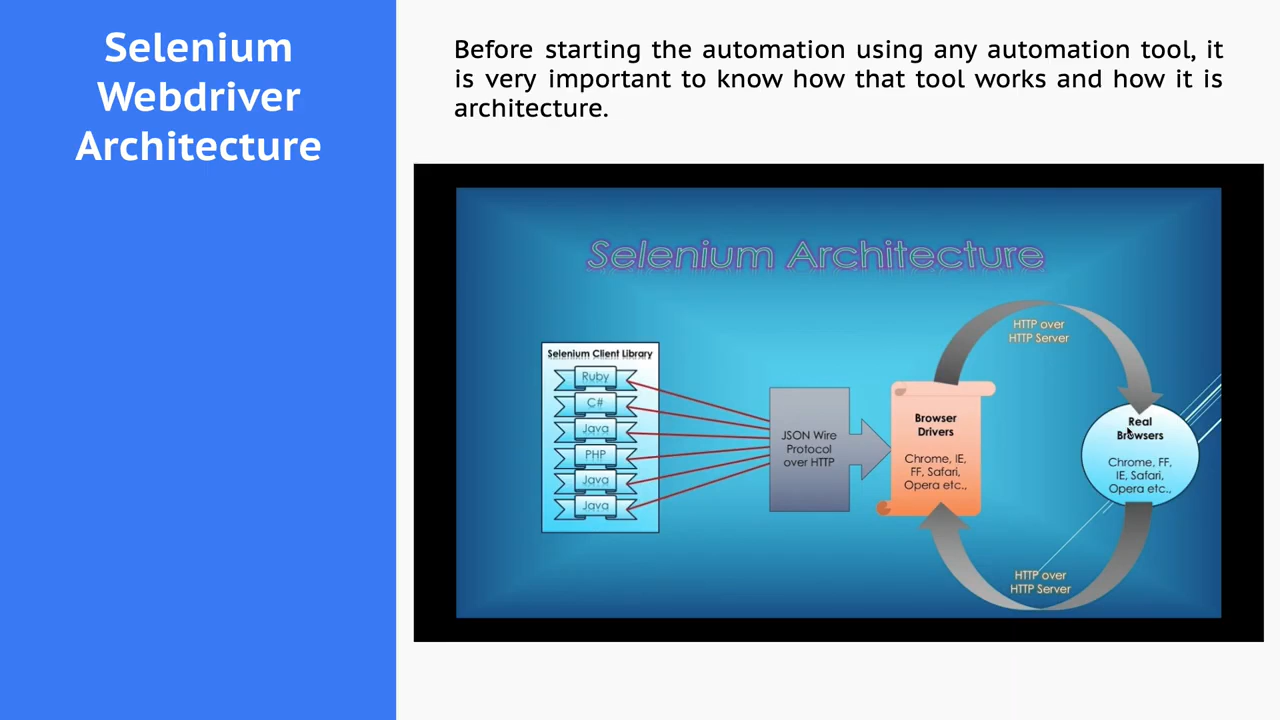 Selenium
Webdriver
Architecture
Before starting the automation using any automation tool, it
is very important to know how that tool works and how it is
architecture.
Selenium Architecture
Selenium Client Library
Ruby
C#
Java
PHP
Java
Java
JSON Wire
Protocol
over HTTP
Browser
Drivers
Chrome, IE,
FF, Safari,
Opera etc.,
HTTP over
HTTP Server
Real
Browsers
Chrome, FF,
IE, Safari,
Opera etc.,
HTTP over
HTTP Server